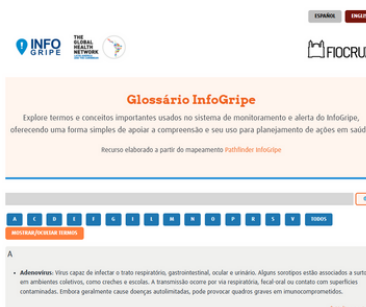 ESPAÑOL ENGLIS
INFO
GRIPE
THE
GLOBAL
HEALTH
NETWORK
FIOCRUZ
Glossário InfoGripe
Explore termos e conceitos importantes usados no sistema de monitoramento e alerta do InfoGripe,
oferecendo uma forma simples de apoiar a compreensão e seu uso para planejamento de ações em saúd
Recurso elaborado a partir do mapeamento Pathfinder InfoGripe
A C D E F G I L M N O P R S V TODOS
MOSTRAR/OCULTAR TERMOS
A
• Adenovírus: Vírus capaz de infectar o trato respiratório, gastrointestinal, ocular e urinário. Alguns sorotipos estão associados a surto
em ambientes coletivos, como creches e escolas. A transmissão ocorre por via respiratória, fecal-oral ou contato com superfícies
contaminadas. Embora geralmente cause doenças autolimitadas, pode provocar quadros graves em imunocomprometidos.